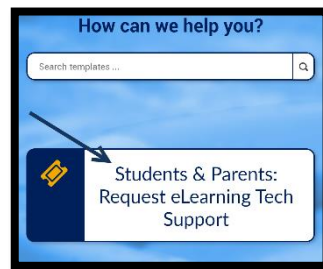 How can we help you?
Search templates ...
Students & Parents:
Request eLearning Tech
Support